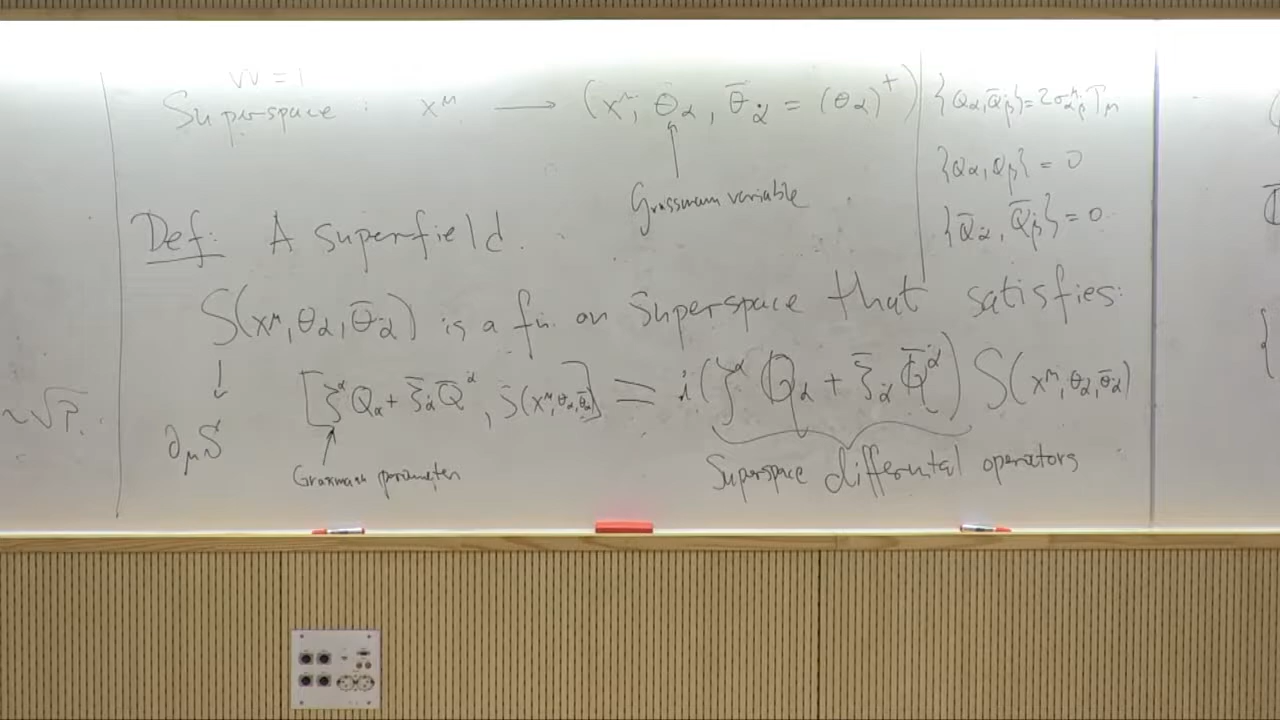 VV = 1
Superspace : x^μ ⟶ (x^μ, θ_α, θ̄_α̇ = (θ_α)^+)
Grassmann variable
{Q_α, Q̄_β̇} = 2σ^μ_αβ̇ P_μ
{Q_α, Q_β} = 0
{Q̄_α̇, Q̄_β̇} = 0
Def: A superfield.
S(x^μ, θ_α, θ̄_α̇) is a fn. on superspace that satisfies:
[ξ^α Q_α + ξ̄_α̇ Q̄^α̇, S(x^μ, θ_α, θ̄_α̇)] = i(ξ^α Q_α + ξ̄_α̇ Q̄^α̇) S(x^μ, θ_α, θ̄_α̇)
∂_μ S
Grassmann parameter
Superspace differential operators